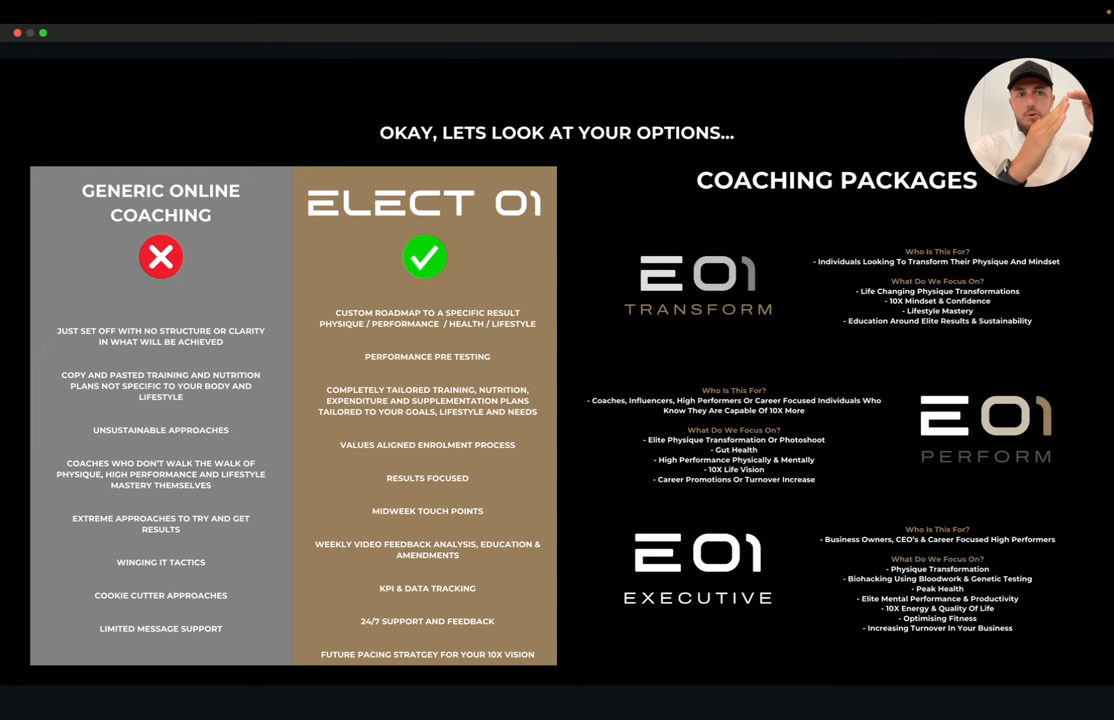 OKAY, LETS LOOK AT YOUR OPTIONS...
GENERIC ONLINE
COACHING
JUST SET OFF WITH NO STRUCTURE OR CLARITY
IN WHAT WILL BE ACHIEVED
COPY AND PASTED TRAINING AND NUTRITION
PLANS NOT SPECIFIC TO YOUR BODY AND
LIFESTYLE
UNSUSTAINABLE APPROACHES
COACHES WHO DON'T WALK THE WALK OF
PHYSIQUE, HIGH PERFORMANCE AND LIFESTYLE
MASTERY THEMSELVES
EXTREME APPROACHES TO TRY AND GET
RESULTS
WINGING IT TACTICS
COOKIE CUTTER APPROACHES
LIMITED MESSAGE SUPPORT
ELECT 01
CUSTOM ROADMAP TO A SPECIFIC RESULT
PHYSIQUE / PERFORMANCE / HEALTH / LIFESTYLE
PERFORMANCE PRE TESTING
COMPLETELY TAILORED TRAINING, NUTRITION,
EXPENDITURE AND SUPPLEMENTATION PLANS
TAILORED TO YOUR GOALS, LIFESTYLE AND NEEDS
VALUES ALIGNED ENROLMENT PROCESS
RESULTS FOCUSED
MIDWEEK TOUCH POINTS
WEEKLY VIDEO FEEDBACK ANALYSIS, EDUCATION &
AMENDMENTS
KPI & DATA TRACKING
24/7 SUPPORT AND FEEDBACK
FUTURE PACING STRATGEY FOR YOUR 10X VISION
COACHING PACKAGES
E01
TRANSFORM
Who Is This For?
- Individuals Looking To Transform Their Physique And Mindset
What Do We Focus On?
- Life Changing Physique Transformations
- 10X Mindset & Confidence
- Lifestyle Mastery
- Education Around Elite Results & Sustainability
Who Is This For?
- Coaches, Influencers, High Performers Or Career Focused Individuals Who
Know They Are Capable Of 10X More
What Do We Focus On?
- Elite Physique Transformation Or Photoshoot
- Gut Health
- High Performance Physically & Mentally
- 10X Life Vision
- Career Promotions Or Turnover Increase
E01
PERFORM
E01
EXECUTIVE
Who Is This For?
- Business Owners, CEO's & Career Focused High Performers
What Do We Focus On?
- Physique Transformation
- Biohacking Using Bloodwork & Genetic Testing
- Peak Health
- Elite Mental Performance & Productivity
- 10X Energy & Quality Of Life
- Optimising Fitness
- Increasing Turnover In Your Business